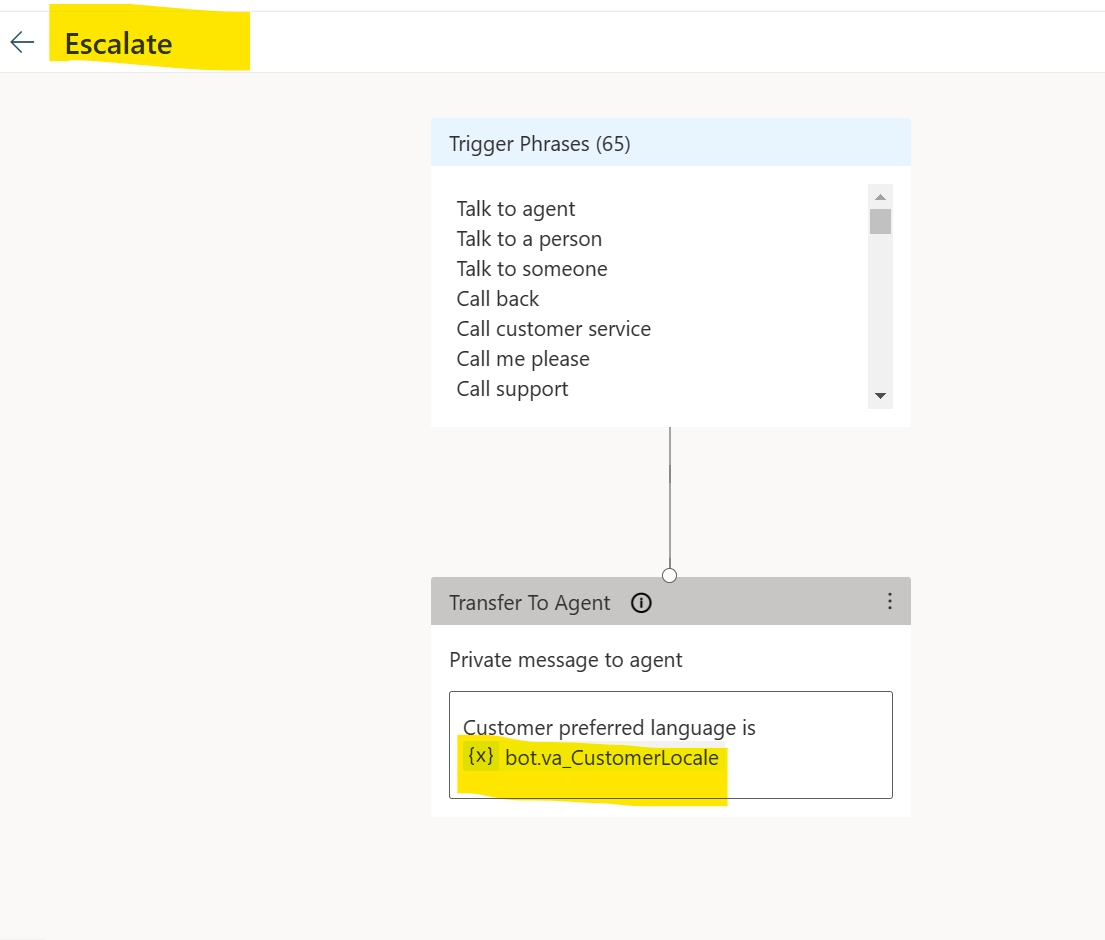 Escalate
Trigger Phrases (65)
Talk to agent
Talk to a person
Talk to someone
Call back
Call customer service
Call me please
Call support
Transfer To Agent
Private message to agent
Customer preferred language is
{x} bot.va_CustomerLocale